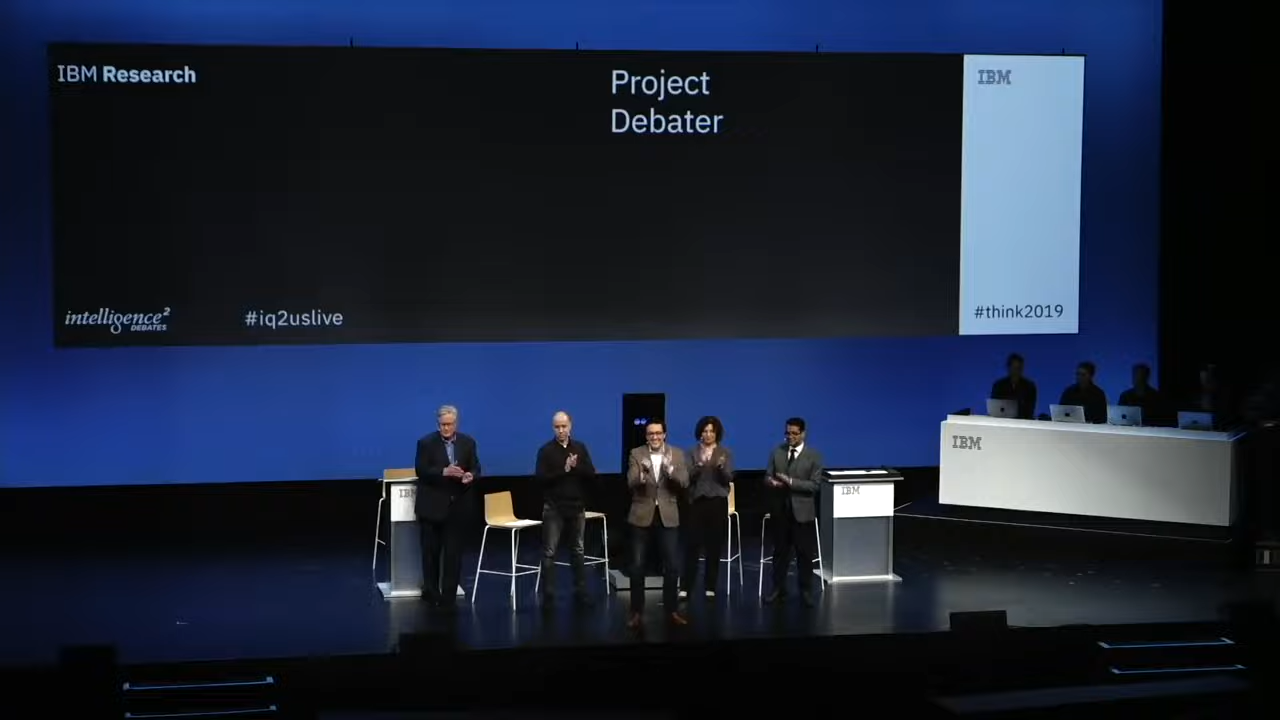 IBM Research
Project
Debater
IBM
intelligence²
DEBATES
#iq2uslive
#think2019
IBM
IBM
IBM